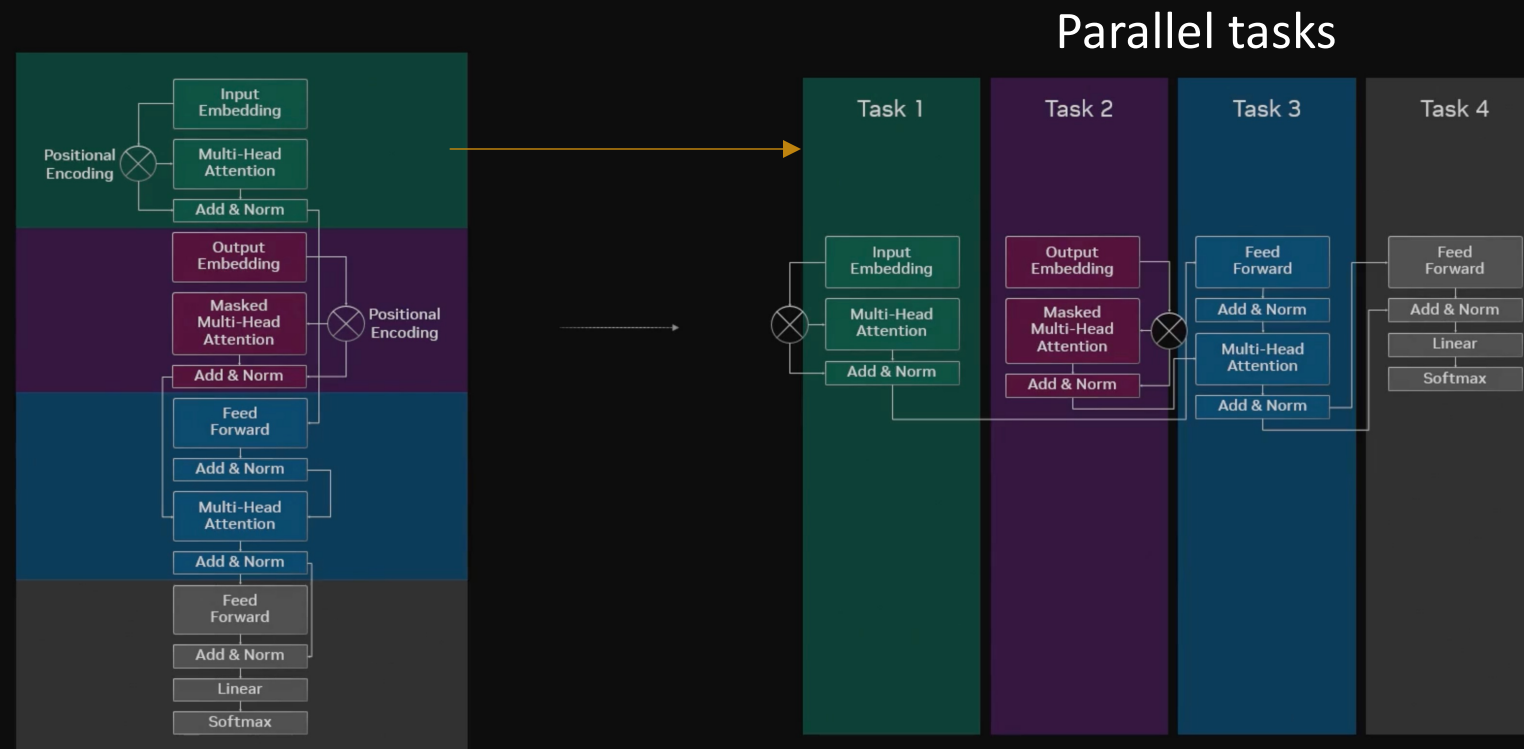 Parallel tasks
Input
Embedding
Positional
Encoding
Multi-Head
Attention
Add & Norm
Output
Embedding
Masked
Multi-Head
Attention
Positional
Encoding
Add & Norm
Feed
Forward
Add & Norm
Multi-Head
Attention
Add & Norm
Feed
Forward
Add & Norm
Linear
Softmax
Task 1
Input
Embedding
Multi-Head
Attention
Add & Norm
Task 2
Output
Embedding
Masked
Multi-Head
Attention
Add & Norm
Task 3
Feed
Forward
Add & Norm
Multi-Head
Attention
Add & Norm
Task 4
Feed
Forward
Add & Norm
Linear
Softmax